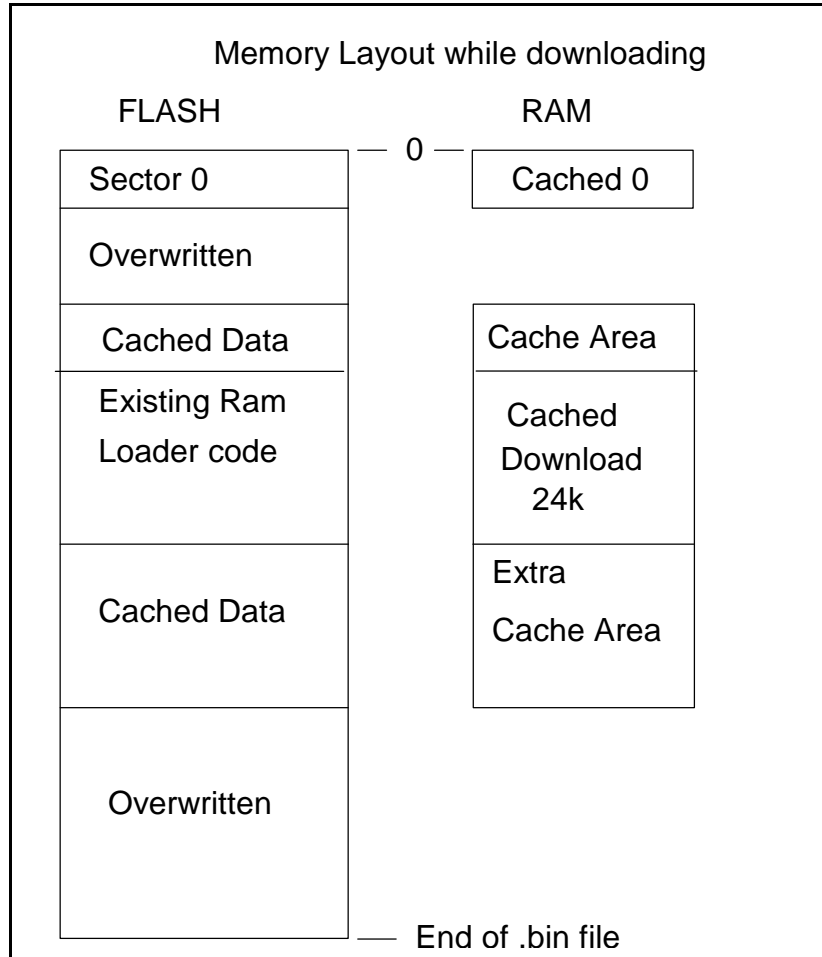 Memory Layout while downloading
FLASH
RAM
0
Sector 0
Cached 0
Overwritten
Cached Data
Cache Area
Existing Ram
Loader code
Cached
Download
24k
Cached Data
Extra
Cache Area
Overwritten
End of .bin file